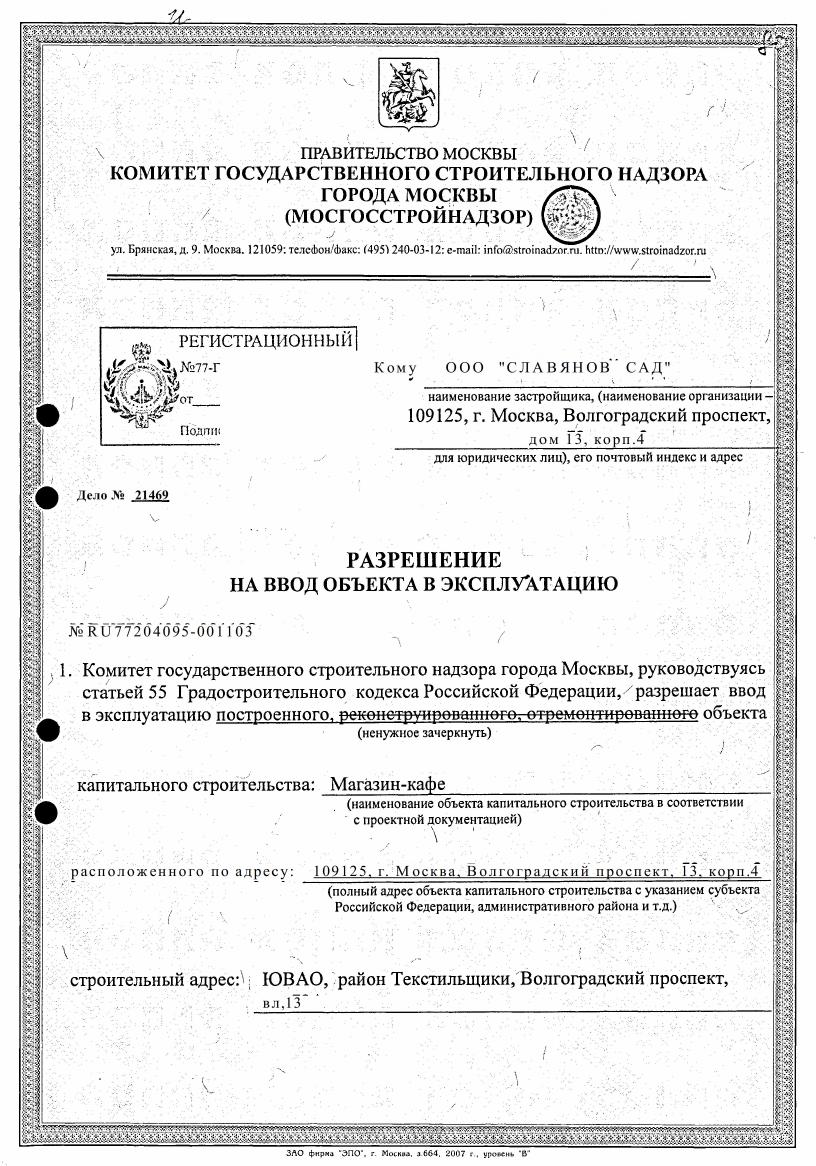 ПРАВИТЕЛЬСТВО МОСКВЫ
КОМИТЕТ ГОСУДАРСТВЕННОГО СТРОИТЕЛЬНОГО НАДЗОРА
ГОРОДА МОСКВЫ
(МОСГОССТРОЙНАДЗОР)
ул. Брянская, д. 9. Москва. 121059; телефон/факс: (495) 240-03-12; e-mail: info@stroinadzor.ru. http://www.stroinadzor.ru
РЕГИСТРАЦИОННЫЙ
№77-Г
от
Подпи
Кому ООО "СЛАВЯНОВ САД"
наименование застройщика, (наименование организации –
109125, г. Москва, Волгоградский проспект,
дом 13, корп.4
для юридических лиц), его почтовый индекс и адрес
Дело № 21469
РАЗРЕШЕНИЕ
НА ВВОД ОБЪЕКТА В ЭКСПЛУАТАЦИЮ
№RU77204095-001103
1. Комитет государственного строительного надзора города Москвы, руководствуясь
статьей 55 Градостроительного кодекса Российской Федерации, разрешает ввод
в эксплуатацию построенного, реконструированного, отремонтированного объекта
(ненужное зачеркнуть)
капитального строительства: Магазин-кафе
(наименование объекта капитального строительства в соответствии
с проектной документацией)
расположенного по адресу: 109125, г. Москва, Волгоградский проспект, 13, корп.4
(полный адрес объекта капитального строительства с указанием субъекта
Российской Федерации, административного района и т.д.)
строительный адрес: ЮВАО, район Текстильщики, Волгоградский проспект,
вл,13
ЗАО фирма "ЭПО", г. Москва, з.664, 2007 г., уровень "В"